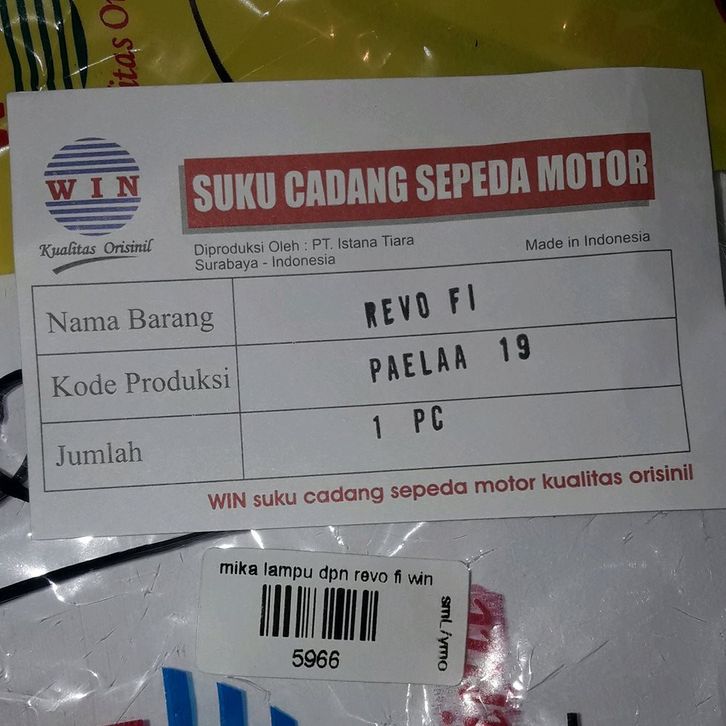 itas Or
WIN
Kualitas Orisinil
SUKU CADANG SEPEDA MOTOR
Diproduksi Oleh : PT. Istana Tiara
Surabaya - Indonesia
Made in Indonesia
Nama Barang REVO FI
Kode Produksi PAELAA 19
Jumlah 1 PC
WIN suku cadang sepeda motor kualitas orisinil
mika lampu dpn revo fi win
5966